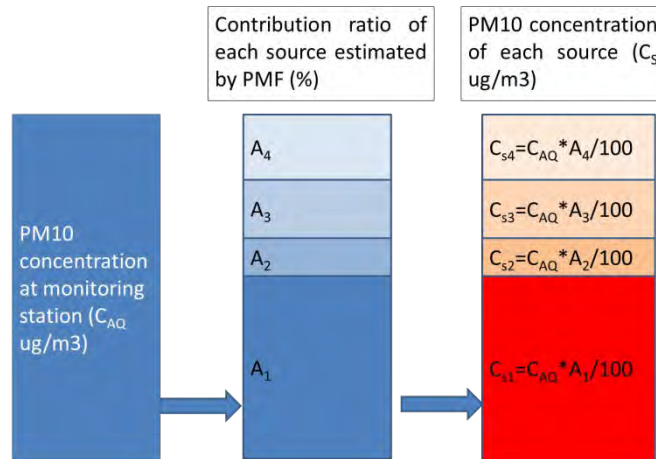 Contribution ratio of
each source estimated
by PMF (%)
PM10 concentration
of each source (Cs
ug/m3)
PM10
concentration
at monitoring
station (CAQ
ug/m3)
A4
A3
A2
A1
Cs4=CAQ*A4/100
Cs3=CAQ*A3/100
Cs2=CAQ*A2/100
Cs1=CAQ*A1/100